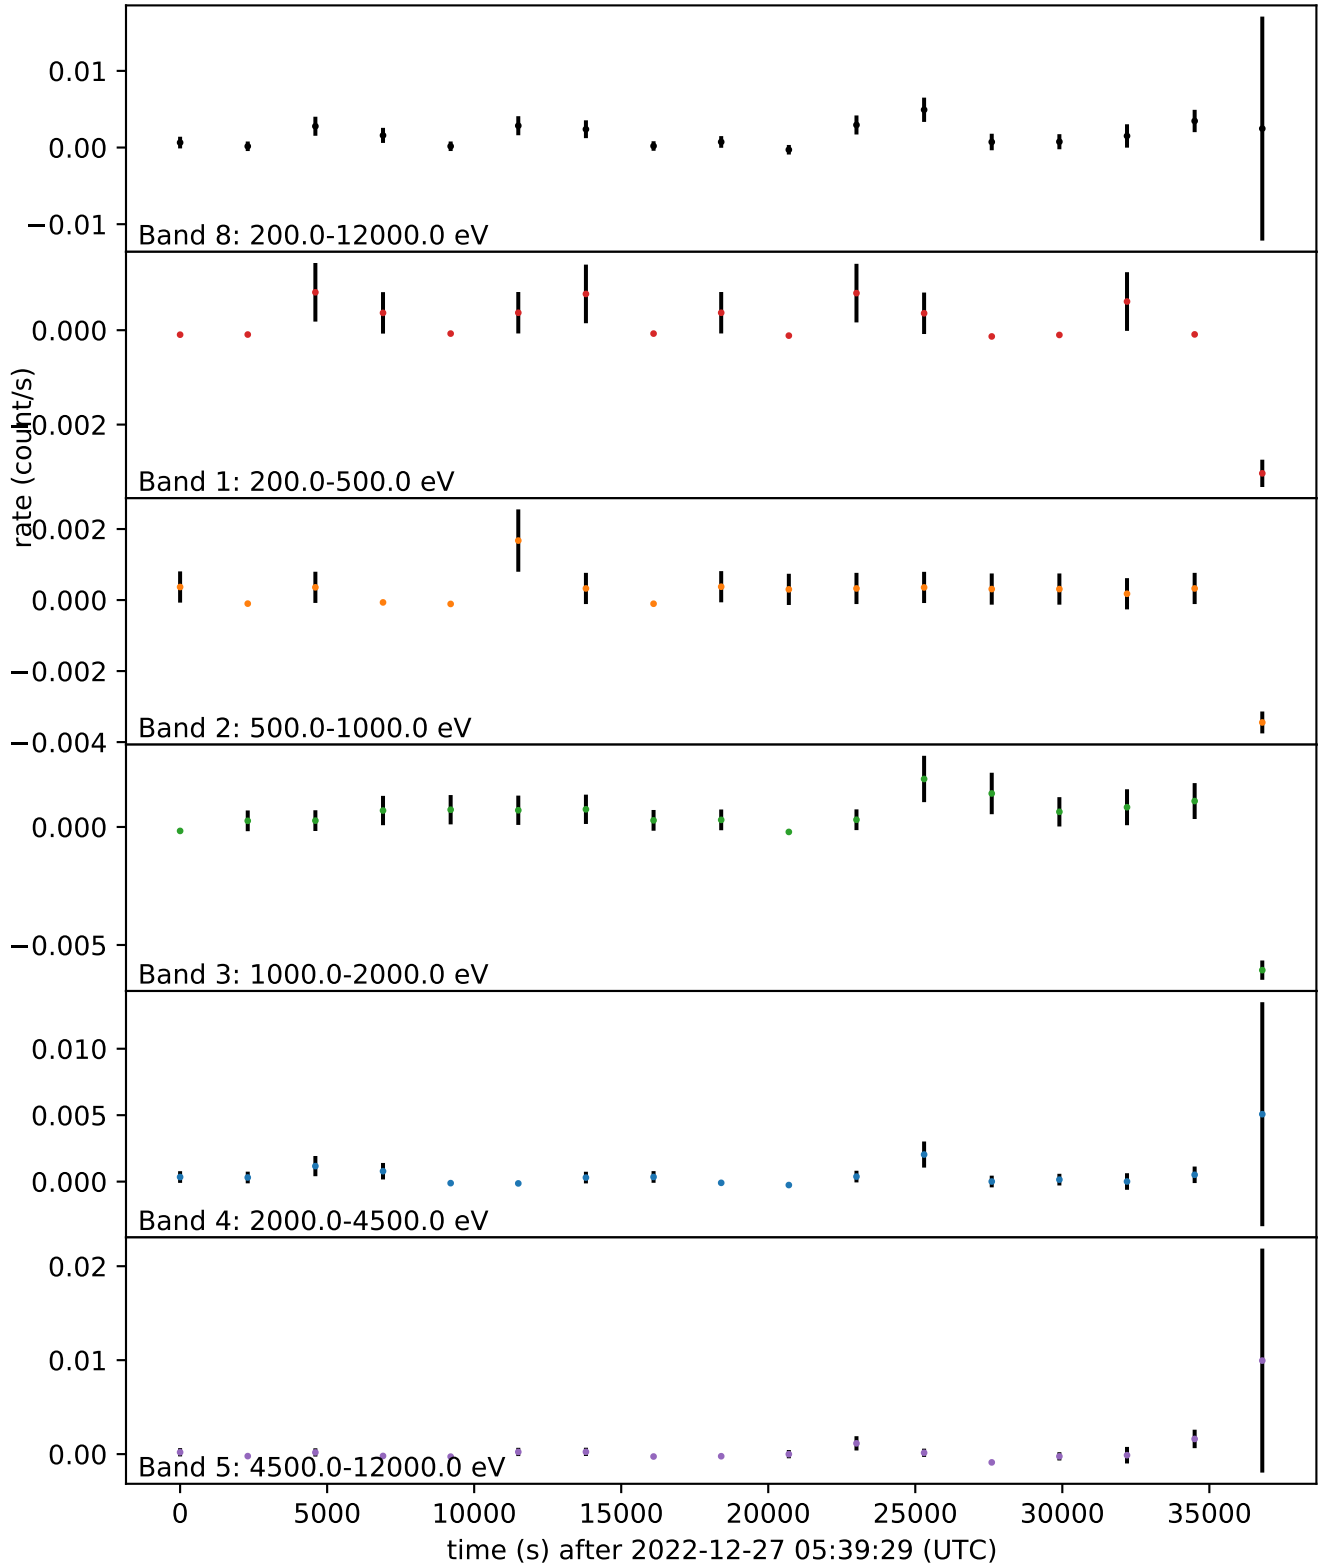 0.01
0.00
−0.01
Band 8: 200.0-12000.0 eV
0.000
−0.002
Band 1: 200.0-500.0 eV
rate (count/s)
0.002
0.000
−0.002
−0.004
Band 2: 500.0-1000.0 eV
0.000
−0.005
Band 3: 1000.0-2000.0 eV
0.010
0.005
0.000
Band 4: 2000.0-4500.0 eV
0.02
0.01
0.00
Band 5: 4500.0-12000.0 eV
0 5000 10000 15000 20000 25000 30000 35000
time (s) after 2022-12-27 05:39:29 (UTC)